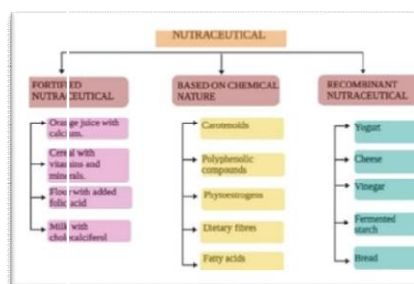 NUTRACEUTICAL
FORTIFIED
NUTRACEUTICAL
Orange juice with
calcium.
Cereal with
vitamins and
minerals.
Flour with added
folic acid
Milk with
cholecalciferol
BASED ON CHEMICAL
NATURE
Carotenoids
Polyphenolic
compounds
Phytoestrogens
Dietary fibres
Fatty acids
RECOMBINANT
NUTRACEUTICAL
Yogurt
Cheese
Vinegar
Fermented
starch
Bread